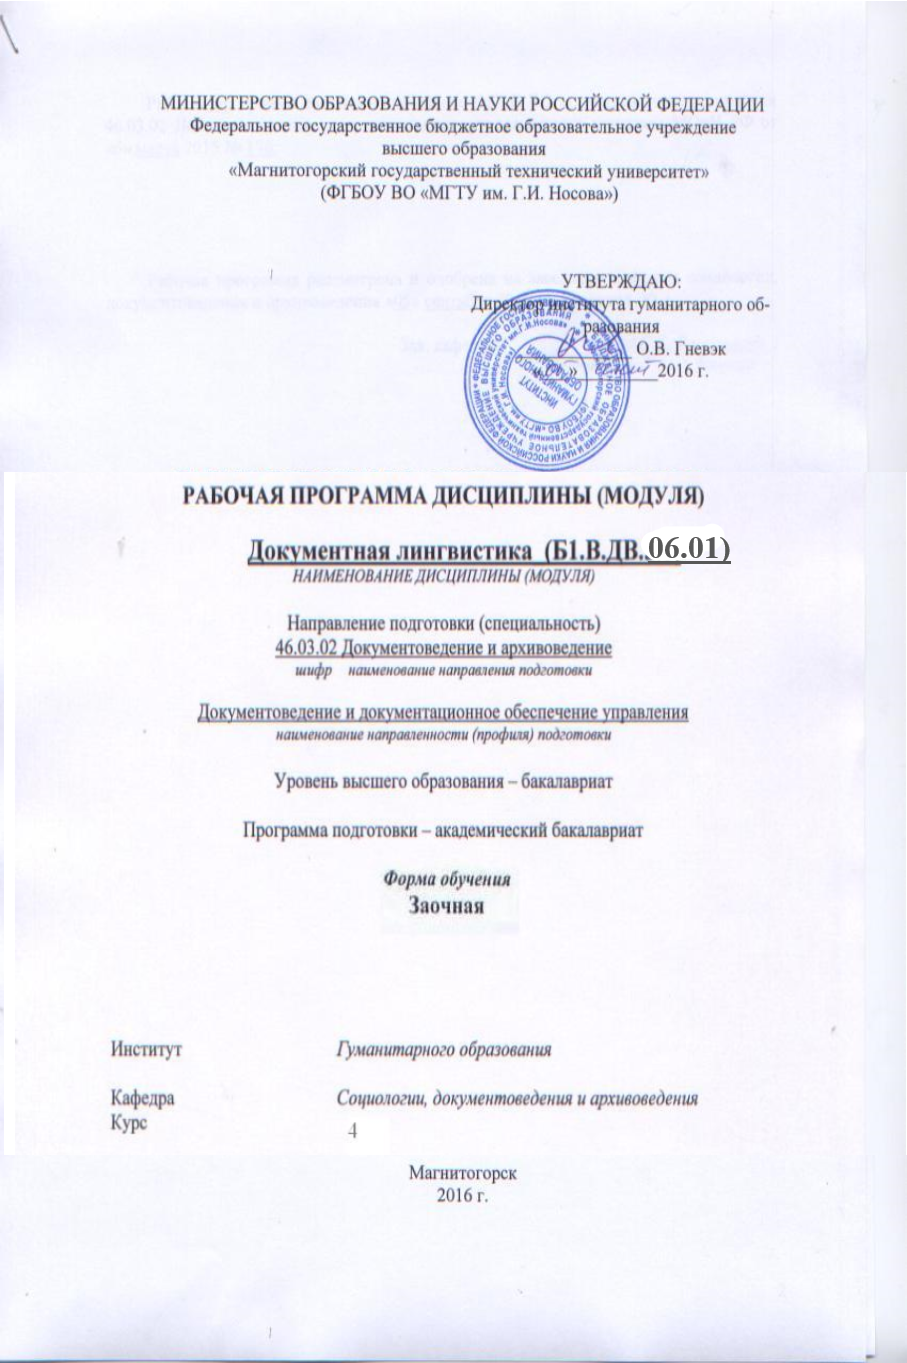 МИНИСТЕРСТВО ОБРАЗОВАНИЯ И НАУКИ РОССИЙСКОЙ ФЕДЕРАЦИИ
Федеральное государственное бюджетное образовательное учреждение
высшего образования
«Магнитогорский государственный технический университет»
(ФГБОУ ВО «МГТУ им. Г.И. Носова»)
УТВЕРЖДАЮ:
Директор института гуманитарного об-
разования
О.В. Гневэк
2016 г.
РАБОЧАЯ ПРОГРАММА ДИСЦИПЛИНЫ (МОДУЛЯ)
Документная лингвистика (Б1.В.ДВ.06.01)
НАИМЕНОВАНИЕ ДИСЦИПЛИНЫ (МОДУЛЯ)
Направление подготовки (специальность)
46.03.02 Документоведение и архивоведение
шифр наименование направления подготовки
Документоведение и документационное обеспечение управления
наименование направленности (профиля) подготовки
Уровень высшего образования – бакалавриат
Программа подготовки – академический бакалавриат
Форма обучения
Заочная
Институт Гуманитарного образования
Кафедра Социологии, документоведения и архивоведения
Курс 4
Магнитогорск
2016 г.